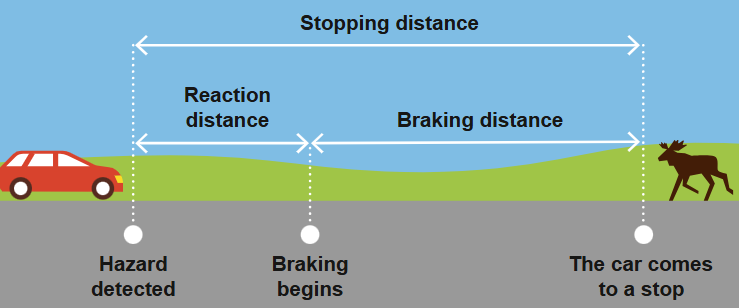 Stopping distance
Reaction
distance
Braking distance
Hazard
detected
Braking
begins
The car comes
to a stop